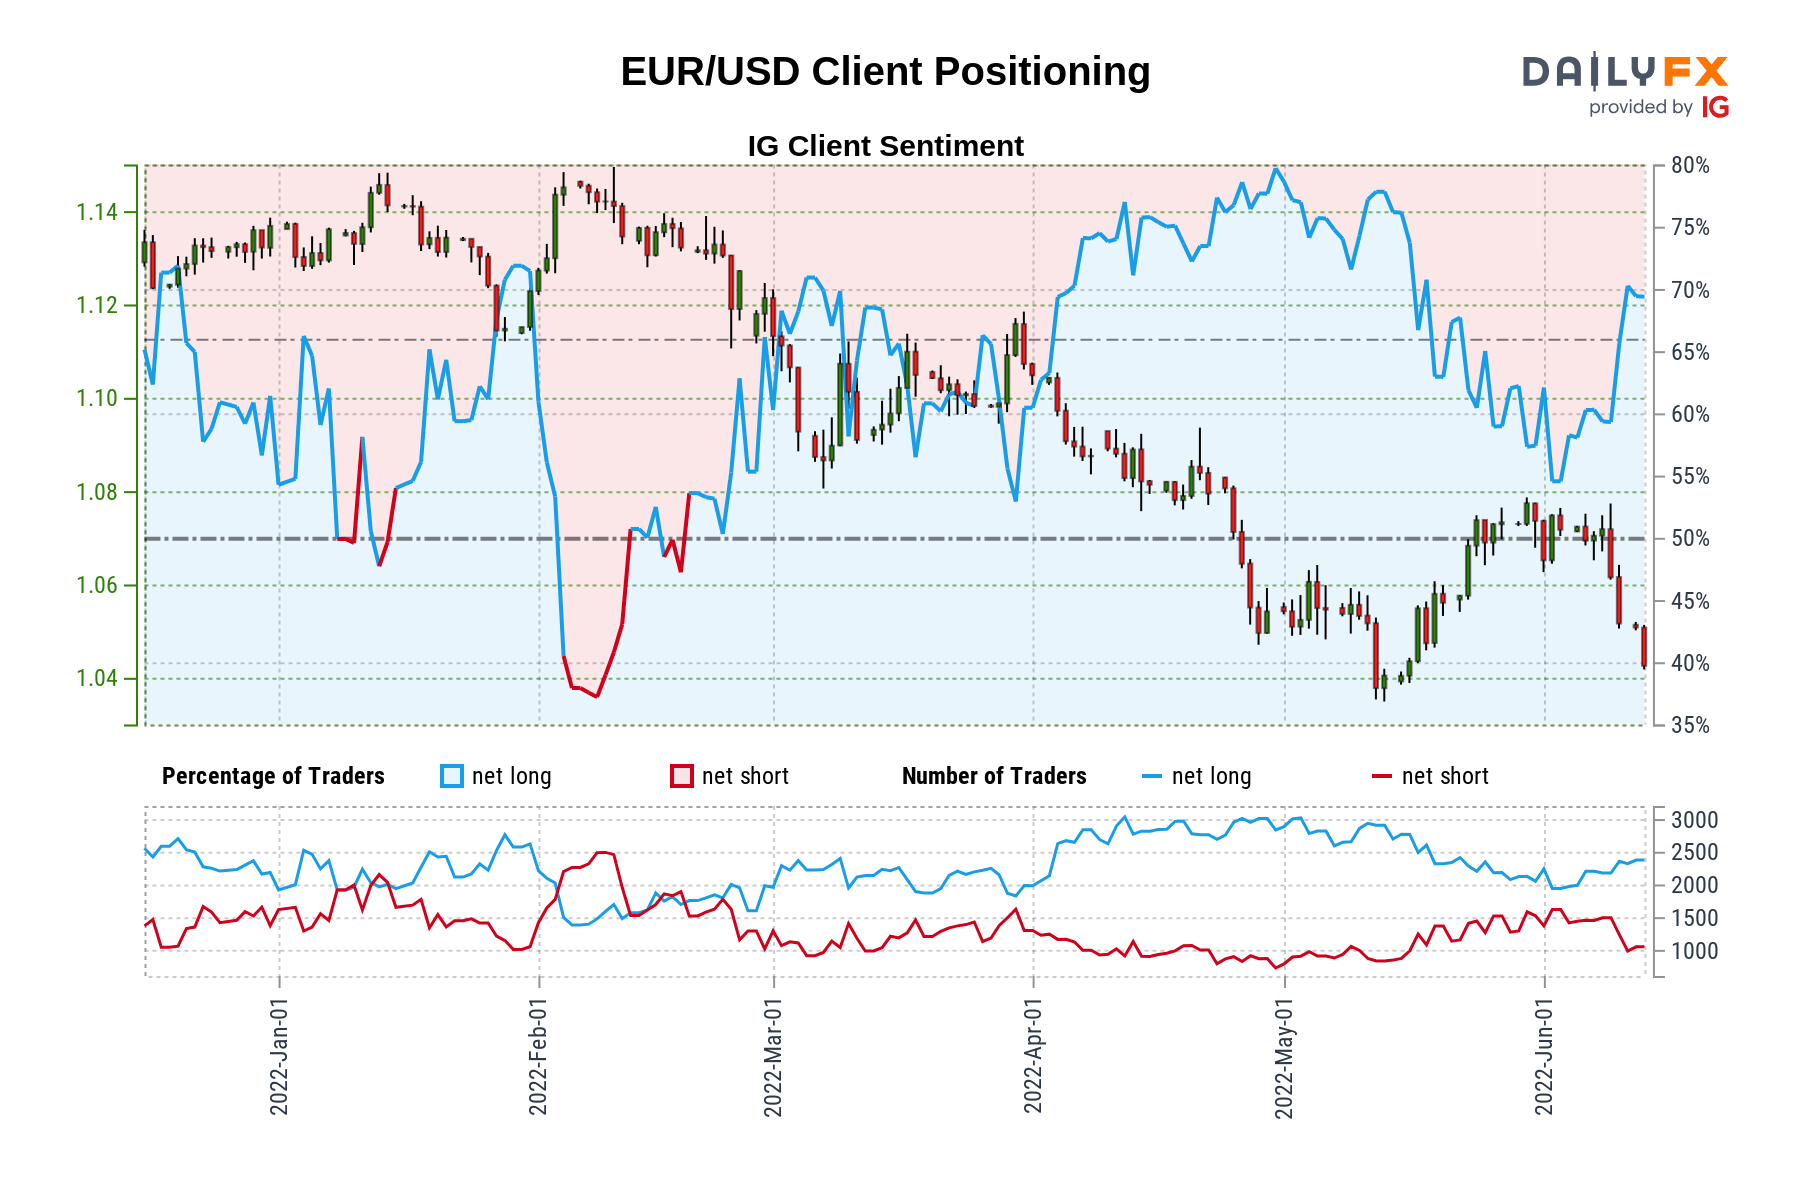 EUR/USD Client Positioning
DAILYFX
provided by IG
IG Client Sentiment
1.14
1.12
1.10
1.08
1.06
1.04
80%
75%
70%
65%
60%
55%
50%
45%
40%
35%
Percentage of Traders net long net short Number of Traders net long net short
3000
2500
2000
1500
1000
2022-Jan-01
2022-Feb-01
2022-Mar-01
2022-Apr-01
2022-May-01
2022-Jun-01